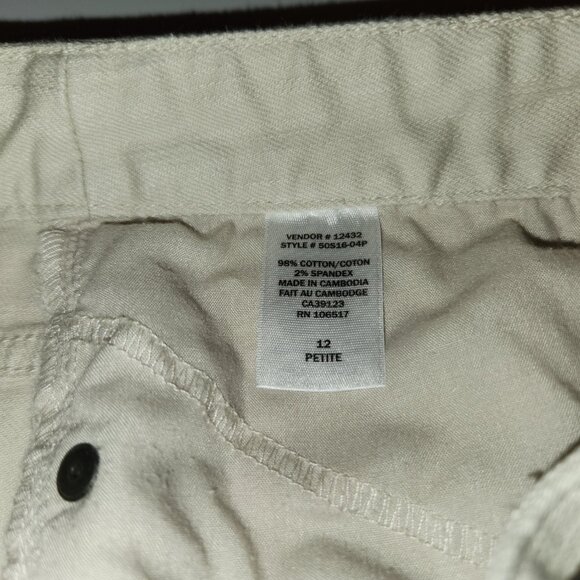 VENDOR # 12432
STYLE # 50S16-04P
98% COTTON/COTON
2% SPANDEX
MADE IN CAMBODIA
FAIT AU CAMBODGE
CA39123
RN 106517
12
PETITE